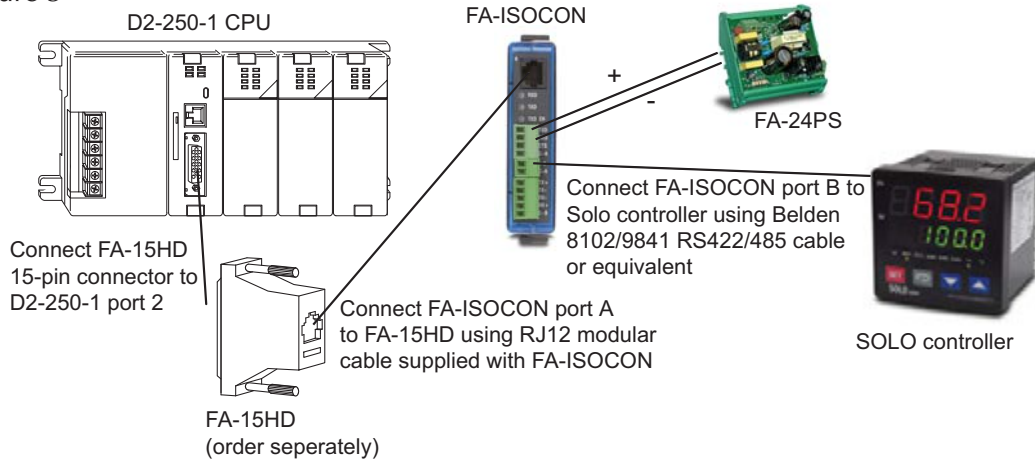 D2-250-1 CPU
FA-ISOCON
+
-
FA-24PS
Connect FA-ISOCON port B to
Solo controller using Belden
8102/9841 RS422/485 cable
or equivalent
68.2
100.0
SET
SOLO
SOLO controller
Connect FA-15HD
15-pin connector to
D2-250-1 port 2
Connect FA-ISOCON port A
to FA-15HD using RJ12 modular
cable supplied with FA-ISOCON
FA-15HD
(order seperately)